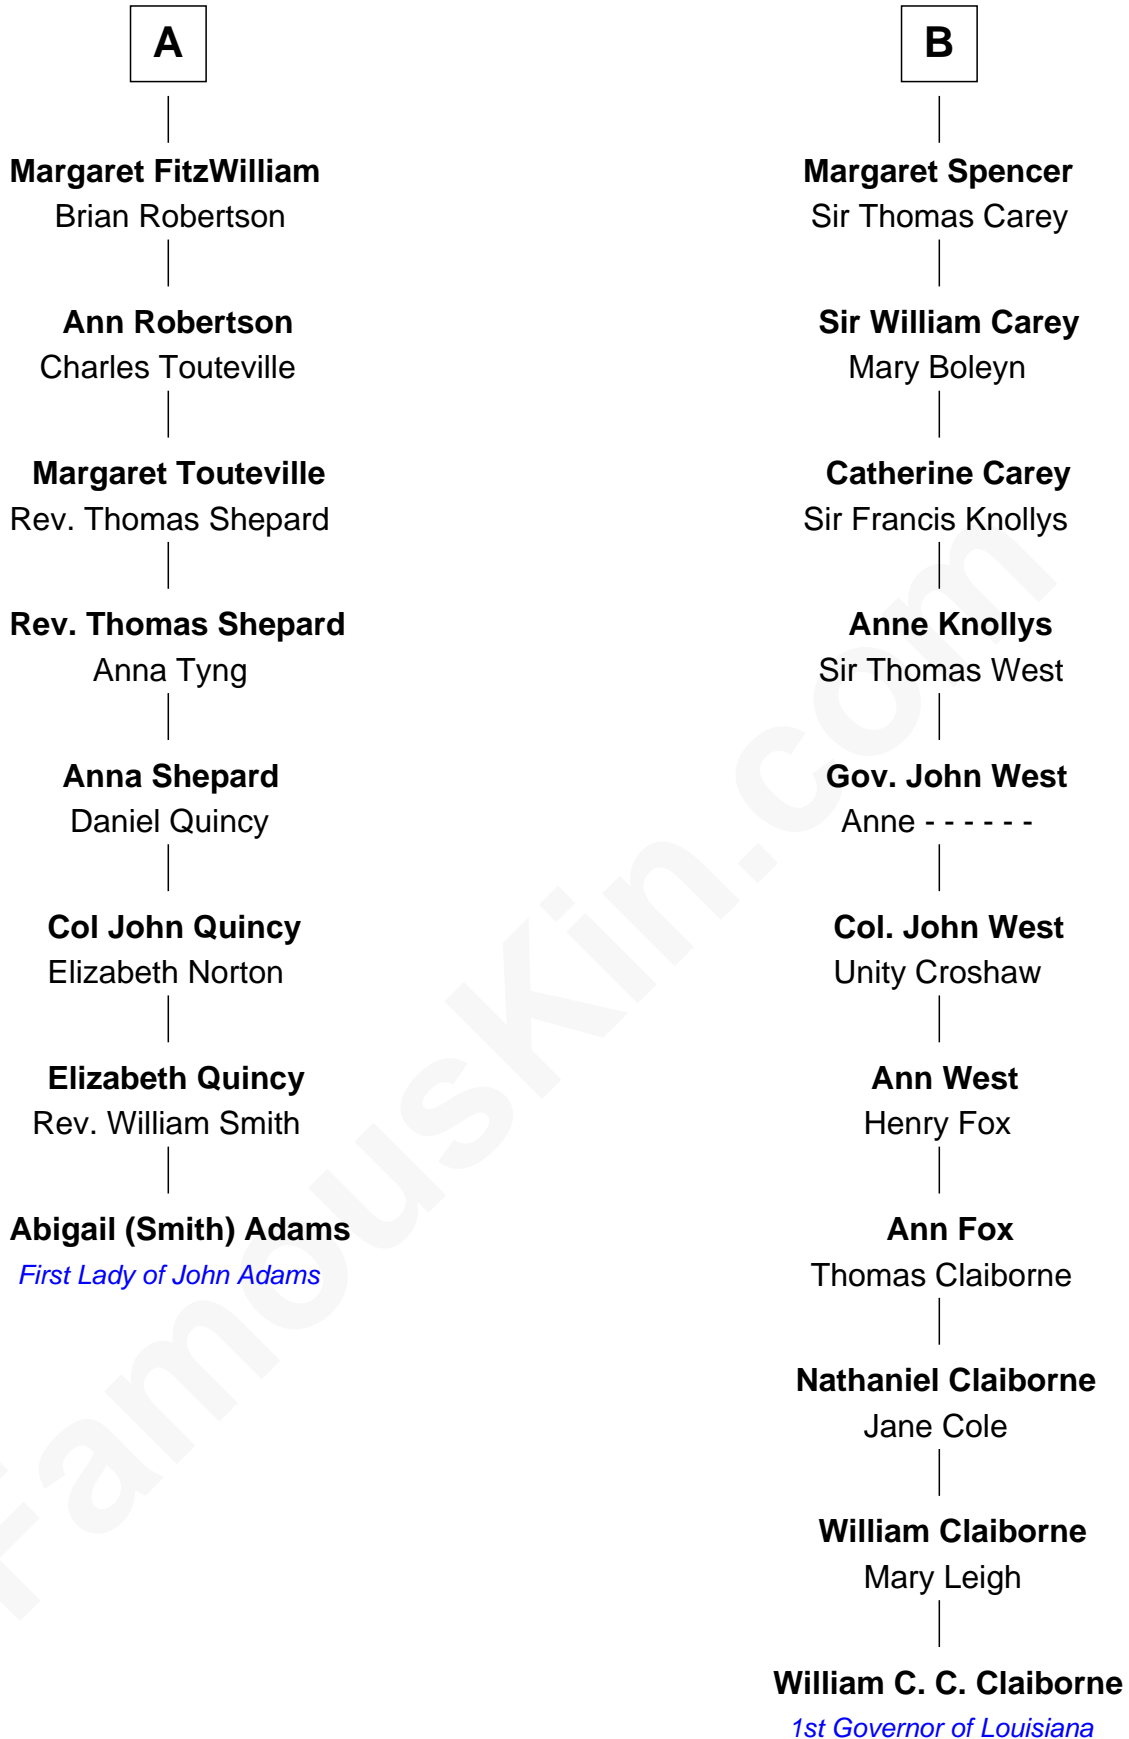 A
Margaret FitzWilliam
Brian Robertson
Ann Robertson
Charles Touteville
Margaret Touteville
Rev. Thomas Shepard
Rev. Thomas Shepard
Anna Tyng
Anna Shepard
Daniel Quincy
Col John Quincy
Elizabeth Norton
Elizabeth Quincy
Rev. William Smith
Abigail (Smith) Adams
First Lady of John Adams
B
Margaret Spencer
Sir Thomas Carey
Sir William Carey
Mary Boleyn
Catherine Carey
Sir Francis Knollys
Anne Knollys
Sir Thomas West
Gov. John West
Anne - - - - - -
Col. John West
Unity Croshaw
Ann West
Henry Fox
Ann Fox
Thomas Claiborne
Nathaniel Claiborne
Jane Cole
William Claiborne
Mary Leigh
William C. C. Claiborne
1st Governor of Louisiana
FamousKin.com